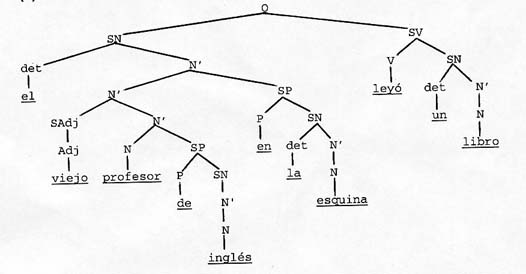 O
SN SV
det N' V SN
el N' SP leyó det N'
SAdj N' P SN un N
Adj N SP en det N' libro
viejo profesor P SN la N
de N' esquina
N
inglés